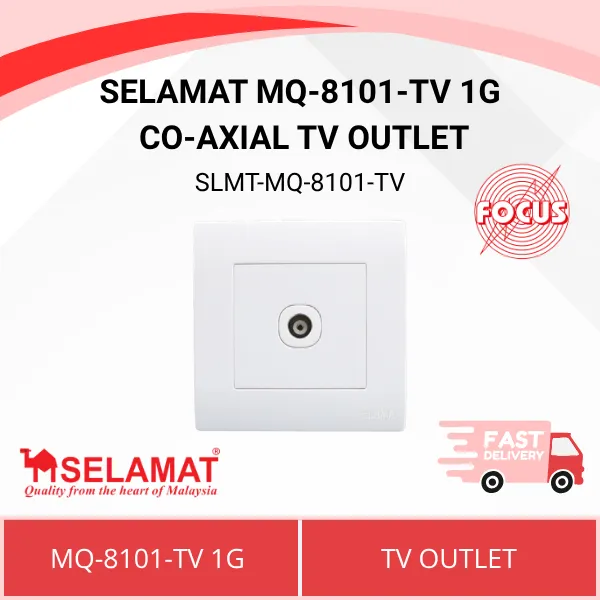 SELAMAT MQ-8101-TV 1G
CO-AXIAL TV OUTLET
SLMT-MQ-8101-TV
FOCUS
FAST
DELIVERY
SELAMAT®
Quality from the heart of Malaysia
MQ-8101-TV 1G
TV OUTLET